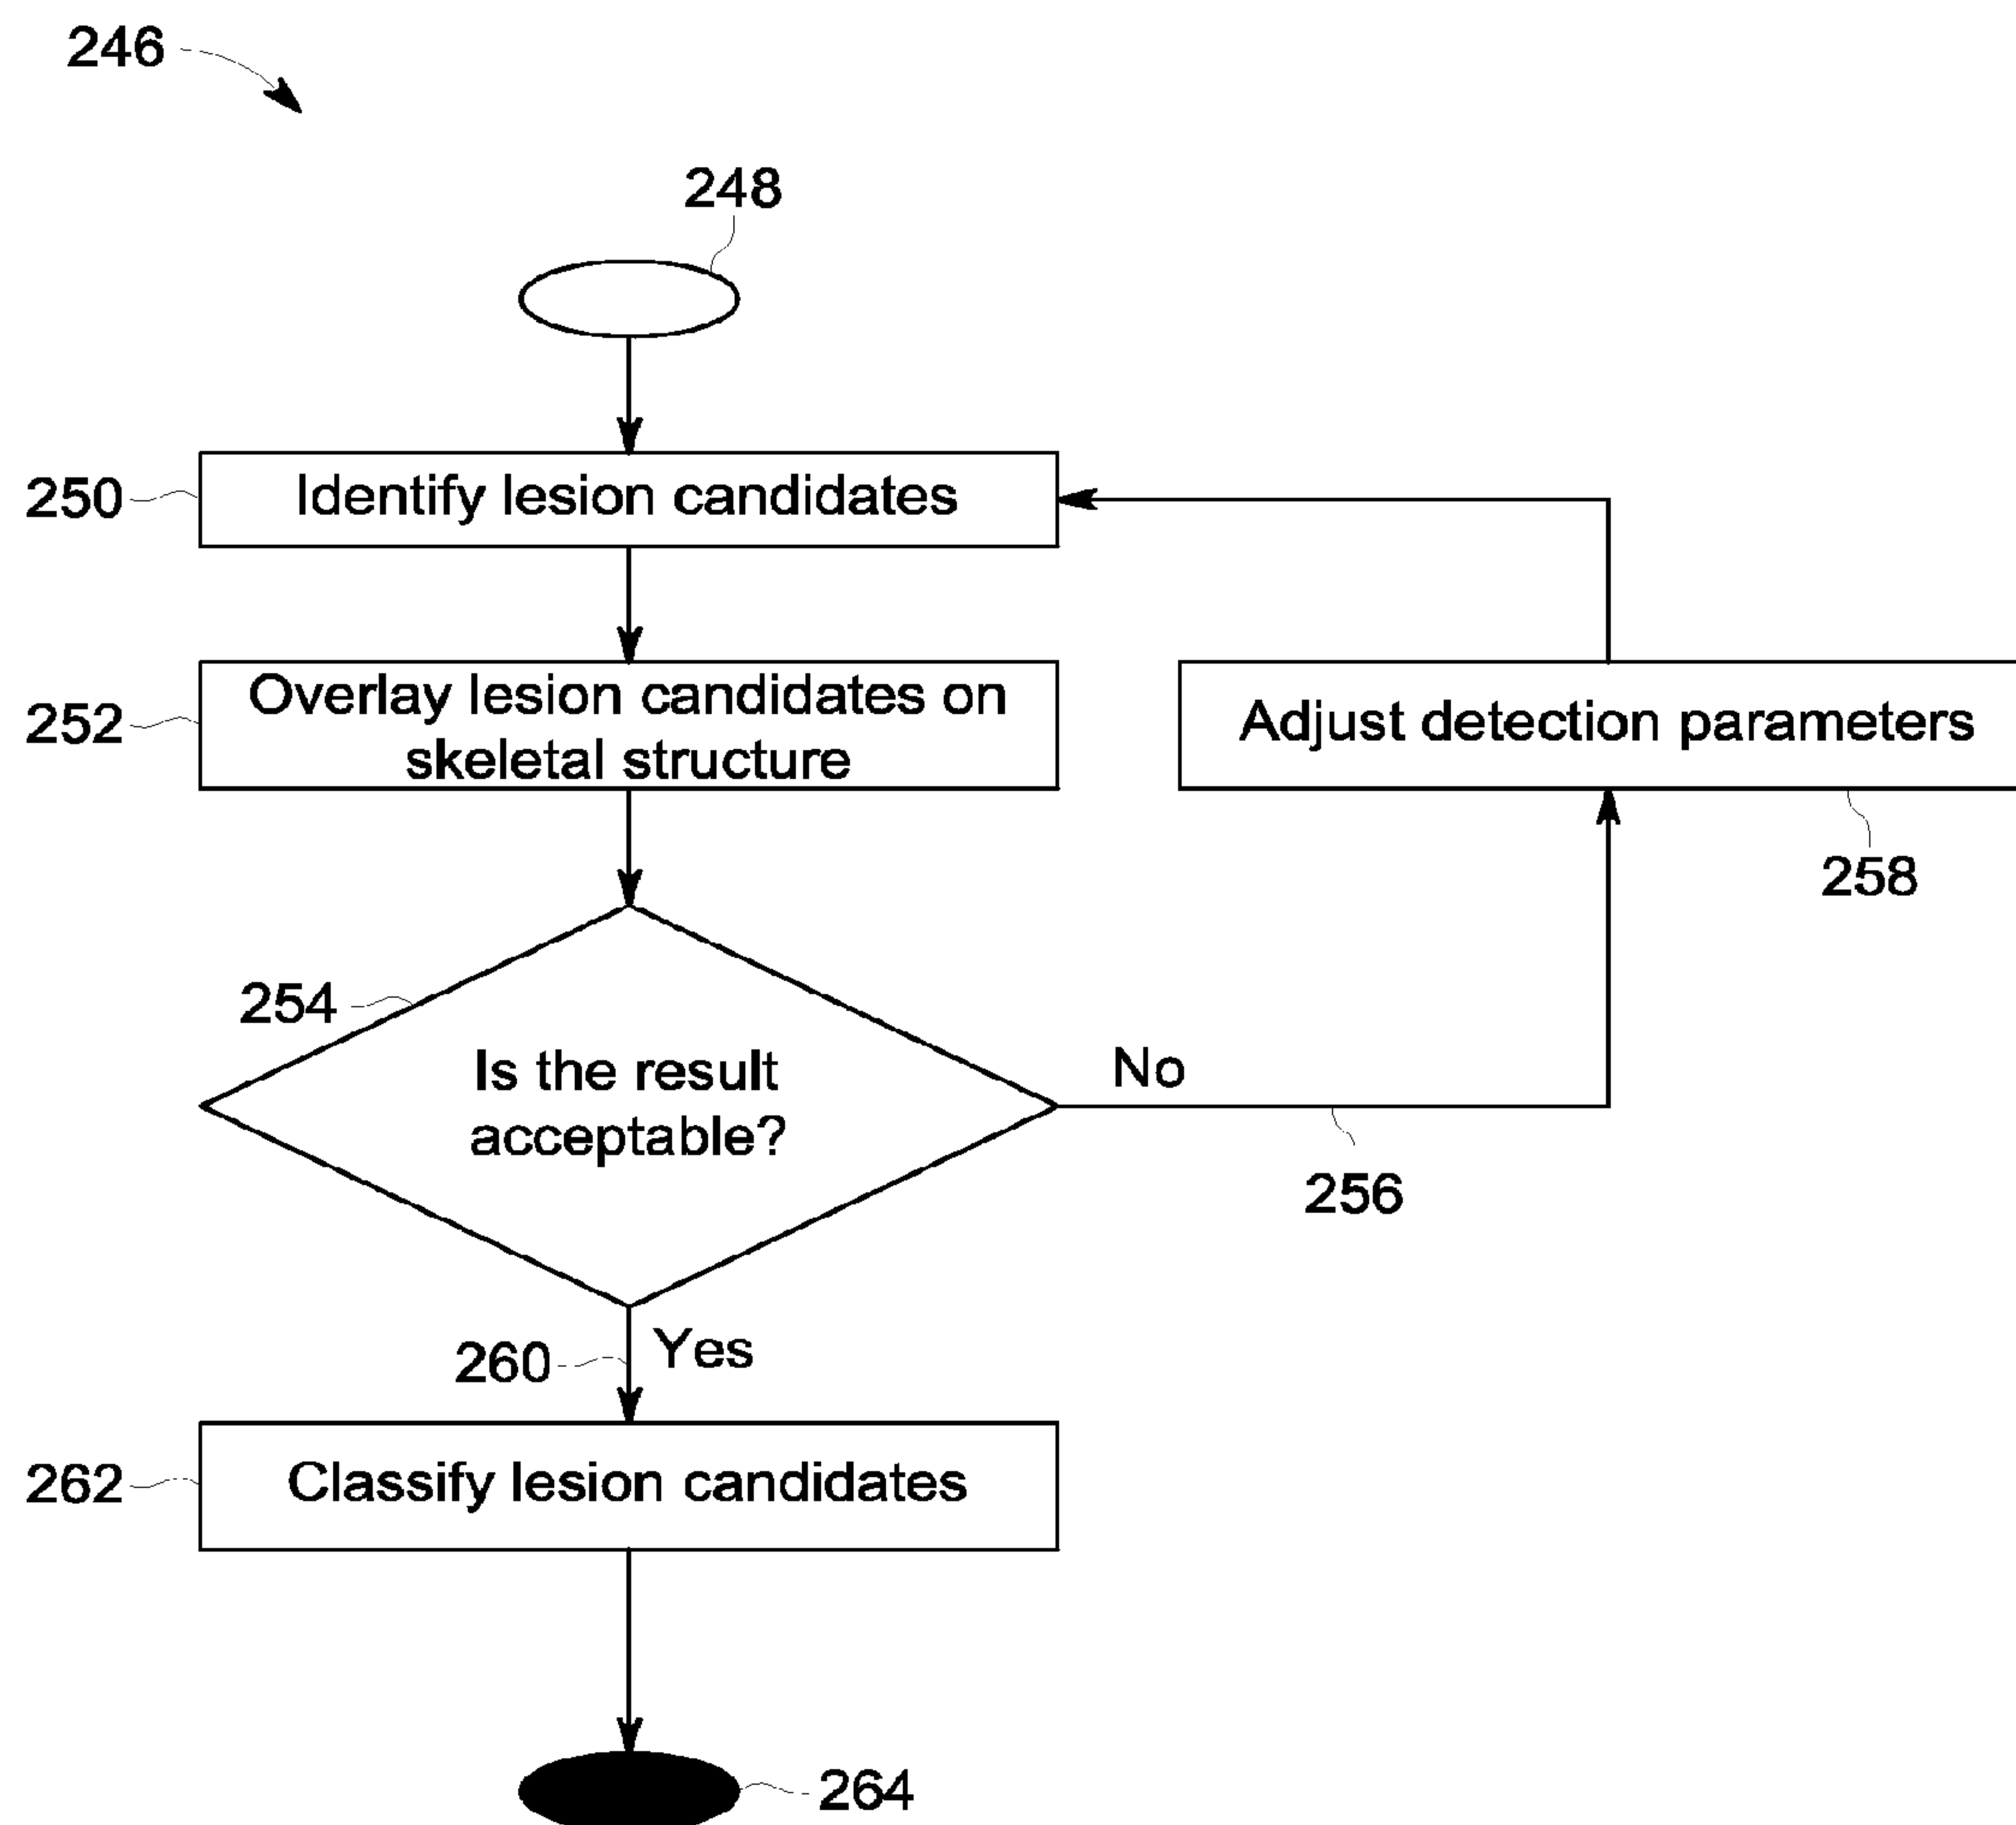 246
248
250
Identify lesion candidates
252
Overlay lesion candidates on
skeletal structure
Adjust detection parameters
258
254
Is the result
acceptable?
No
256
260
Yes
262
Classify lesion candidates
264